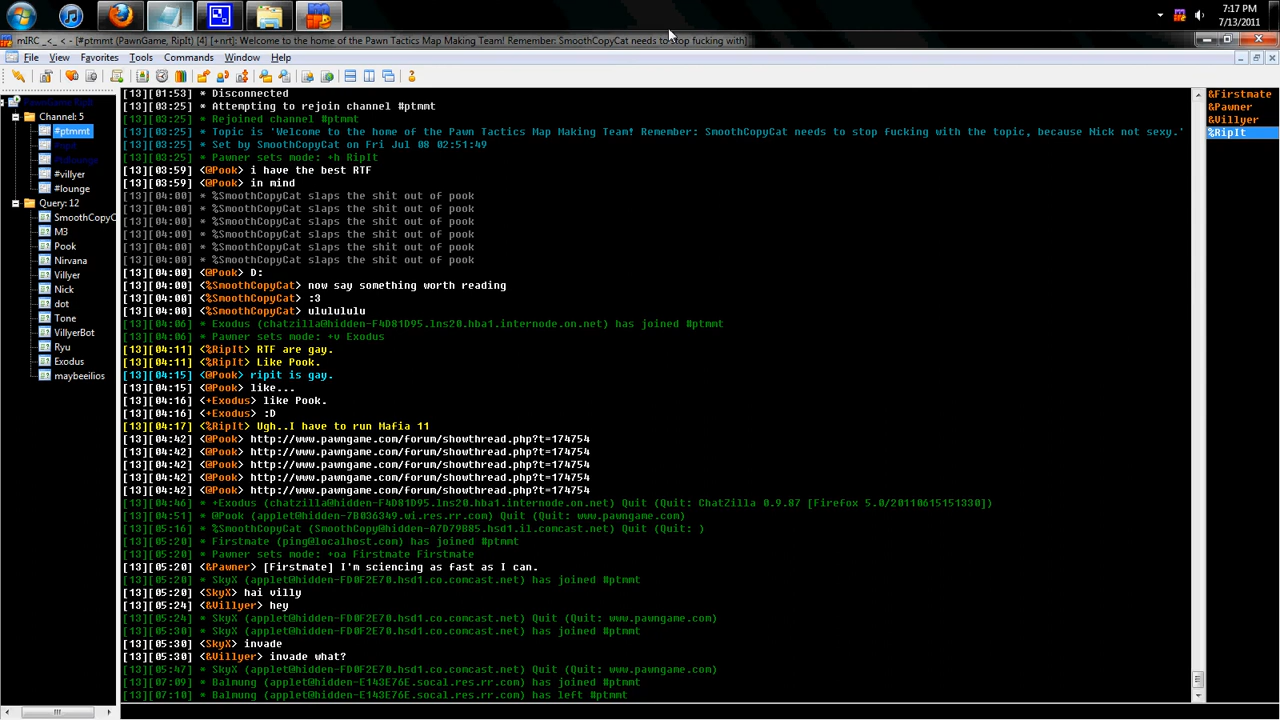 7:17 PM
7/13/2011
mIRC _<_ < - [#ptmmt (PawnGame, RipIt) [4] [+nrt]: Welcome to the home of the Pawn Tactics Map Making Team! Remember: SmoothCopyCat needs to stop fucking with]
File View Favorites Tools Commands Window Help
PawnGame RipIt
Channel 5
#ptmmt
#ripit
#villyer
#lounge
Query: 12
SmoothCopyC
M3
Pook
Nirvana
Villyer
Nick
dot
Tone
VillyerBot
Ryu
Exodus
maybeeilios
[13][01:53] * Disconnected
[13][03:25] * Attempting to rejoin channel #ptmmt
[13][03:25] * Rejoined channel #ptmmt
[13][03:25] * Topic is 'Welcome to the home of the Pawn Tactics Map Making Team! Remember: SmoothCopyCat needs to stop fucking with the topic, because Nick not sexy.'
[13][03:25] * Set by SmoothCopyCat on Fri Jul 08 02:51:49
[13][03:25] * Pawner sets mode: +h RipIt
[13][03:59] <@Pook> i have the best RTF
[13][03:59] <@Pook> in mind
[13][04:00] * %SmoothCopyCat slaps the shit out of pook
[13][04:00] * %SmoothCopyCat slaps the shit out of pook
[13][04:00] * %SmoothCopyCat slaps the shit out of pook
[13][04:00] * %SmoothCopyCat slaps the shit out of pook
[13][04:00] * %SmoothCopyCat slaps the shit out of pook
[13][04:00] * %SmoothCopyCat slaps the shit out of pook
[13][04:00] <@Pook> D:
[13][04:00] <%SmoothCopyCat> now say something worth reading
[13][04:00] <%SmoothCopyCat> :3
[13][04:00] <%SmoothCopyCat> ulululululu
[13][04:06] * Exodus (chatzilla@hidden-F4D81D95.lns20.hba1.internode.on.net) has joined #ptmmt
[13][04:06] * Pawner sets mode: +v Exodus
[13][04:11] <%RipIt> RTF are gay.
[13][04:11] <%RipIt> Like Pook.
[13][04:15] <@Pook> ripit is gay.
[13][04:15] <@Pook> like...
[13][04:16] <+Exodus> like Pook.
[13][04:16] <+Exodus> :D
[13][04:17] <%RipIt> Ugh..I have to run Mafia 11
[13][04:42] <@Pook> http://www.pawngame.com/forum/showthread.php?t=174754
[13][04:42] <@Pook> http://www.pawngame.com/forum/showthread.php?t=174754
[13][04:42] <@Pook> http://www.pawngame.com/forum/showthread.php?t=174754
[13][04:42] <@Pook> http://www.pawngame.com/forum/showthread.php?t=174754
[13][04:42] <@Pook> http://www.pawngame.com/forum/showthread.php?t=174754
[13][04:46] * +Exodus (chatzilla@hidden-F4D81D95.lns20.hba1.internode.on.net) Quit (Quit: ChatZilla 0.9.87 [Firefox 5.0/20110615151330])
[13][04:51] * @Pook (applet@hidden-7B036349.wi.res.rr.com) Quit (Quit: www.pawngame.com)
[13][05:16] * %SmoothCopyCat (SmoothCopy@hidden-A7D79B85.hsd1.il.comcast.net) Quit (Quit: )
[13][05:20] * Firstmate (ping@localhost.com) has joined #ptmmt
[13][05:20] * Pawner sets mode: +oa Firstmate Firstmate
[13][05:20] <&Pawner> [Firstmate] I'm sciencing as fast as I can.
[13][05:20] * SkyX (applet@hidden-FD0F2E70.hsd1.co.comcast.net) has joined #ptmmt
[13][05:20] <SkyX> hai villy
[13][05:24] <&Villyer> hey
[13][05:24] * SkyX (applet@hidden-FD0F2E70.hsd1.co.comcast.net) Quit (Quit: www.pawngame.com)
[13][05:30] * SkyX (applet@hidden-FD0F2E70.hsd1.co.comcast.net) has joined #ptmmt
[13][05:30] <SkyX> invade
[13][05:30] <&Villyer> invade what?
[13][05:47] * SkyX (applet@hidden-FD0F2E70.hsd1.co.comcast.net) Quit (Quit: www.pawngame.com)
[13][07:09] * Balmung (applet@hidden-E143E76E.socal.res.rr.com) has joined #ptmmt
[13][07:10] * Balmung (applet@hidden-E143E76E.socal.res.rr.com) has left #ptmmt
&Firstmate
&Pawner
&Villyer
%RipIt